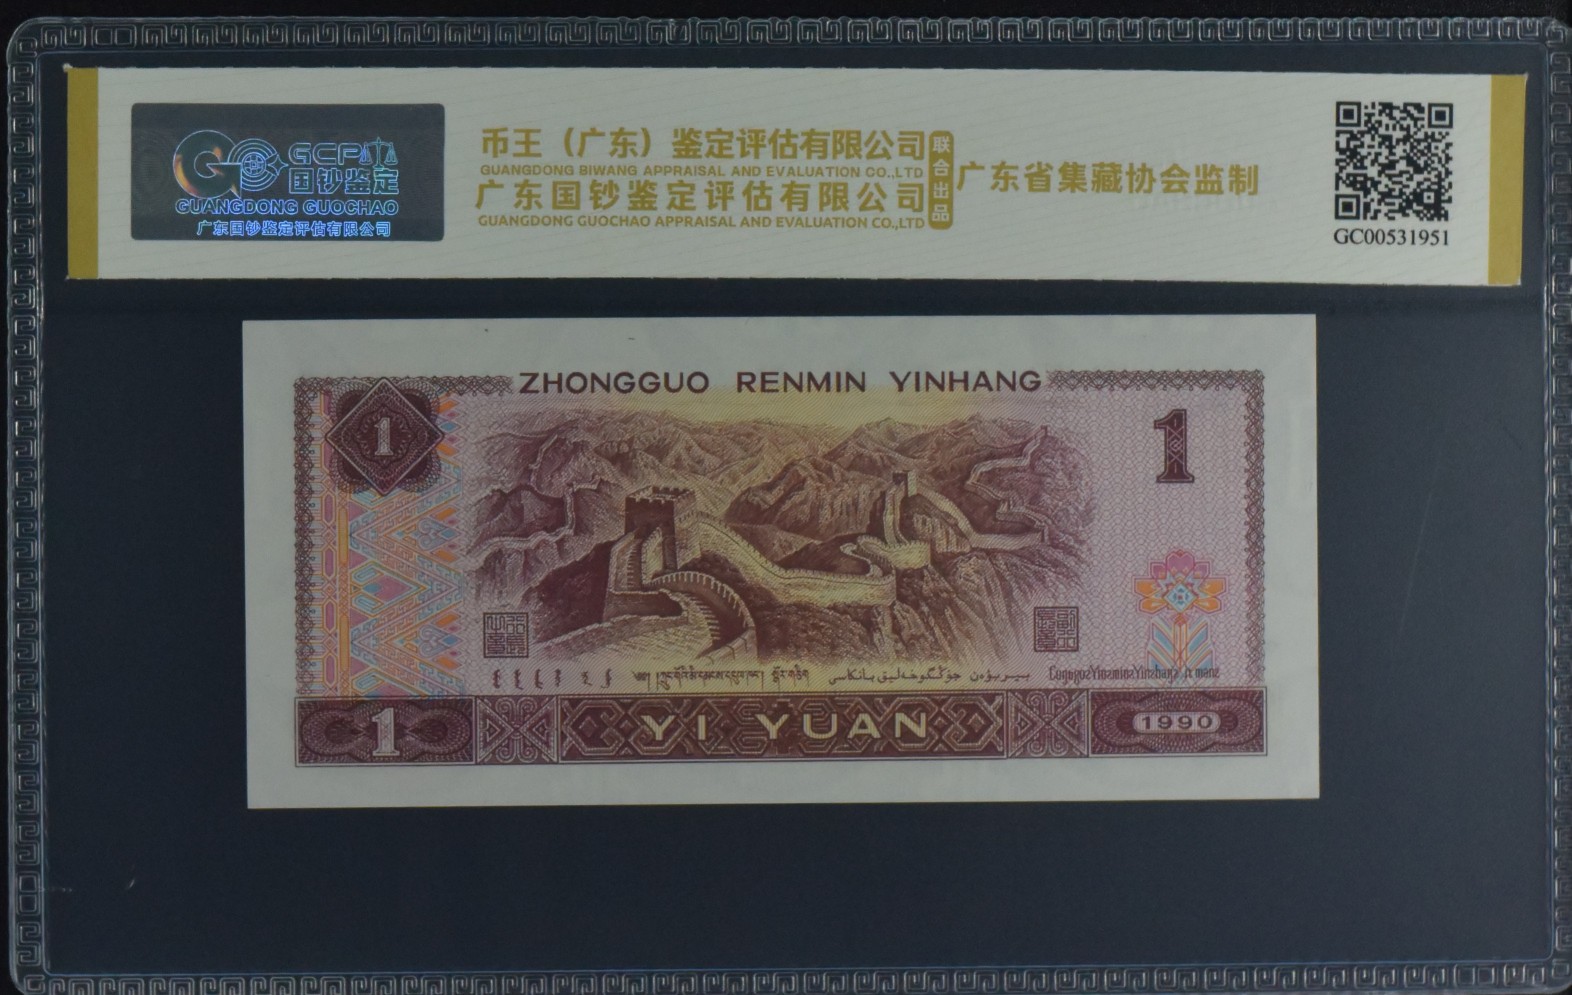 GCP
国钞鉴定
GUANGDONG GUOCHAO
广东国钞鉴定评估有限公司
币王（广东）鉴定评估有限公司
GUANGDONG BIWANG APPRAISAL AND EVALUATION CO.,LTD
广东国钞鉴定评估有限公司
GUANGDONG GUOCHAO APPRAISAL AND EVALUATION CO.,LTD
联合出品
广东省集藏协会监制
GC00531951
ZHONGGUO RENMIN YINHANG
1
1
جۇڭگو خەلق بانكىسى
1
YI YUAN
1990